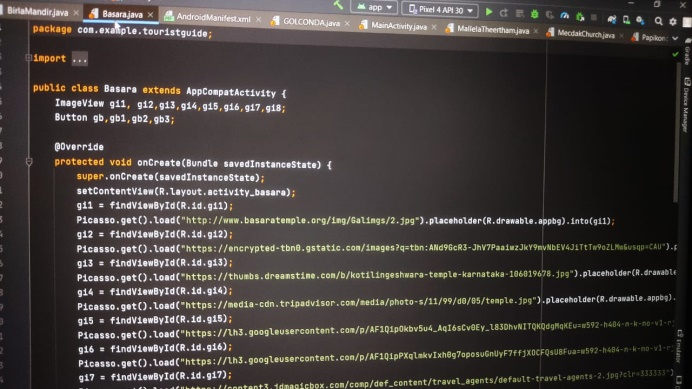 BirlaMandir.java Basara.java AndroidManifest.xml GOLCONDA.java MainActivity.java MallelaTheertham.java MecdakChurch.java Papikon
app Pixel 4 API 30
package com.example.touristguide;
import ...
public class Basara extends AppCompatActivity {
ImageView gi1, gi2,gi3,gi4,gi5,gi6,gi7,gi8;
Button gb,gb1,gb2,gb3;
@Override
protected void onCreate(Bundle savedInstanceState) {
super.onCreate(savedInstanceState);
setContentView(R.layout.activity_basara);
gi1 = findViewById(R.id.gi1);
Picasso.get().load("http://www.basaratemple.org/img/Galimgs/2.jpg").placeholder(R.drawable.appbg).into(gi1);
gi2 = findViewById(R.id.gi2);
Picasso.get().load("https://encrypted-tbn0.gstatic.com/images?q=tbn:ANd9GcR3-JhV7PaaiwzJkY9mvNbEV4JiTtTw9oZLMw&usqp=CAU").p
gi3 = findViewById(R.id.gi3);
Picasso.get().load("https://thumbs.dreamstime.com/b/kotilingeshwara-temple-karnataka-106019678.jpg").placeholder(R.drawable
gi4 = findViewById(R.id.gi4);
Picasso.get().load("https://media-cdn.tripadvisor.com/media/photo-s/11/99/d0/05/temple.jpg").placeholder(R.drawable.appbg).
gi5 = findViewById(R.id.gi5);
Picasso.get().load("https://lh3.googleusercontent.com/p/AF1QipOkbv5u4_AqI6sCv0Ey_l83DhvNITQKQdgMqKEu=w592-h404-n-k-no-v1-r
gi6 = findViewById(R.id.gi6);
Picasso.get().load("https://lh3.googleusercontent.com/p/AF1QipPXqlmkvIxh0g7oposuGnUyF7ffjXOCFQsU8Fua=w592-h404-n-k-no-v1-
gi7 = findViewById(R.id.gi7);
Picasso.get().load("https://content3.jdmagicbox.com/comp/def_content/travel_agents/default-travel-agents-2.jpg?clr=333333")
Gradle
Device Manager
Emulator